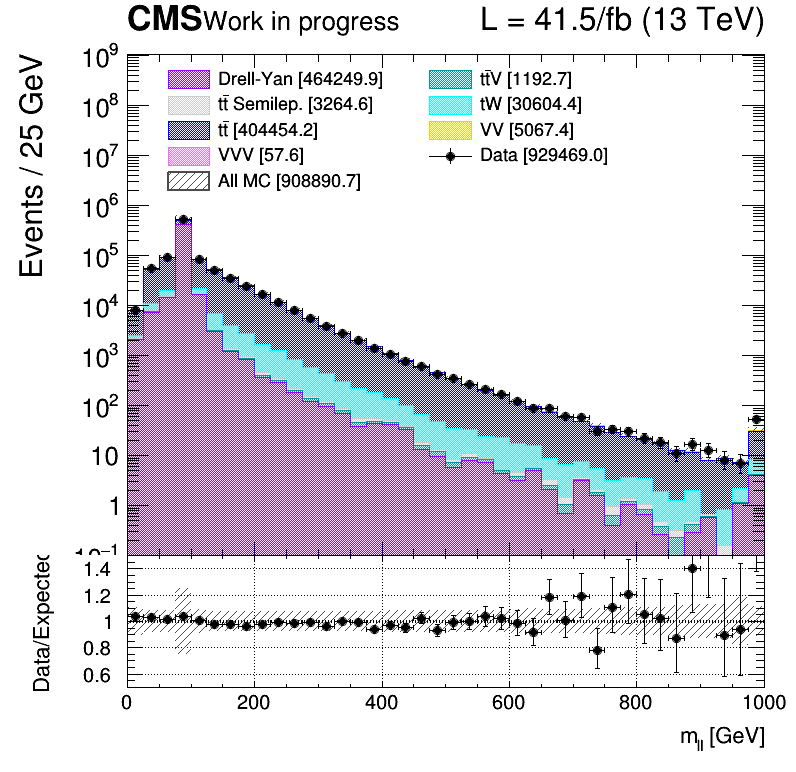 CMS Work in progress L = 41.5/fb (13 TeV)
Events / 25 GeV
10⁹
10⁸
10⁷
10⁶
10⁵
10⁴
10³
10²
10
1
10⁻¹
Drell-Yan [464249.9]
tt̄ Semilep. [3264.6]
tt̄ [404454.2]
VVV [57.6]
All MC [908890.7]
tt̄V [1192.7]
tW [30604.4]
VV [5067.4]
Data [929469.0]
Data/Expected
1.4
1.2
1
0.8
0.6
0 200 400 600 800 1000
m_ll [GeV]